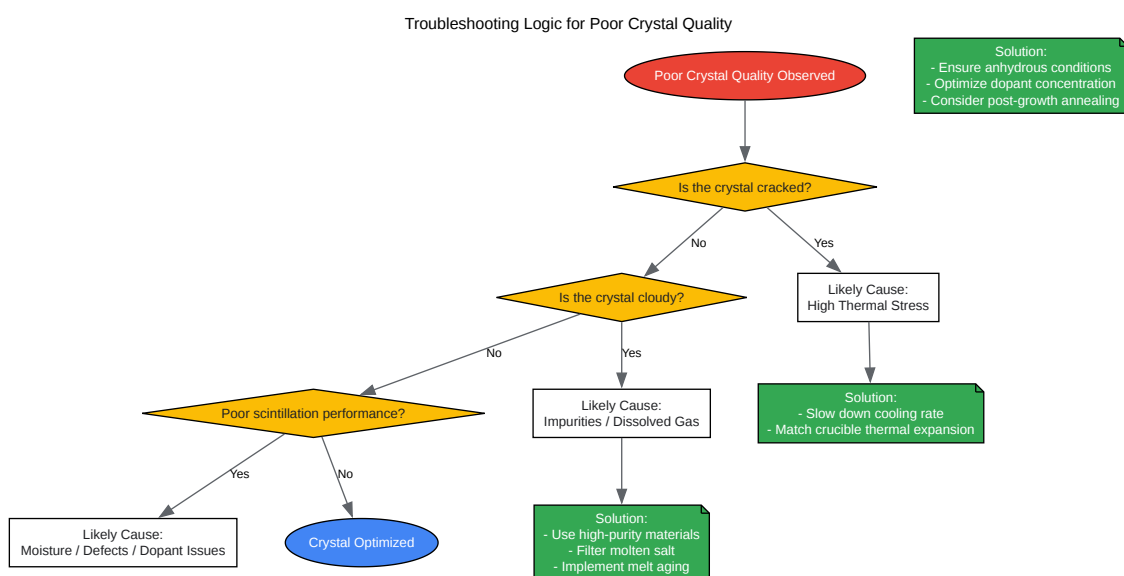 Troubleshooting Logic for Poor Crystal Quality
Poor Crystal Quality Observed
Solution:
- Ensure anhydrous conditions
- Optimize dopant concentration
- Consider post-growth annealing
Is the crystal cracked?
No
Yes
Is the crystal cloudy?
Likely Cause:
High Thermal Stress
No
Yes
Poor scintillation performance?
Likely Cause:
Impurities / Dissolved Gas
Solution:
- Slow down cooling rate
- Match crucible thermal expansion
Yes
No
Likely Cause:
Moisture / Defects / Dopant Issues
Crystal Optimized
Solution:
- Use high-purity materials
- Filter molten salt
- Implement melt aging